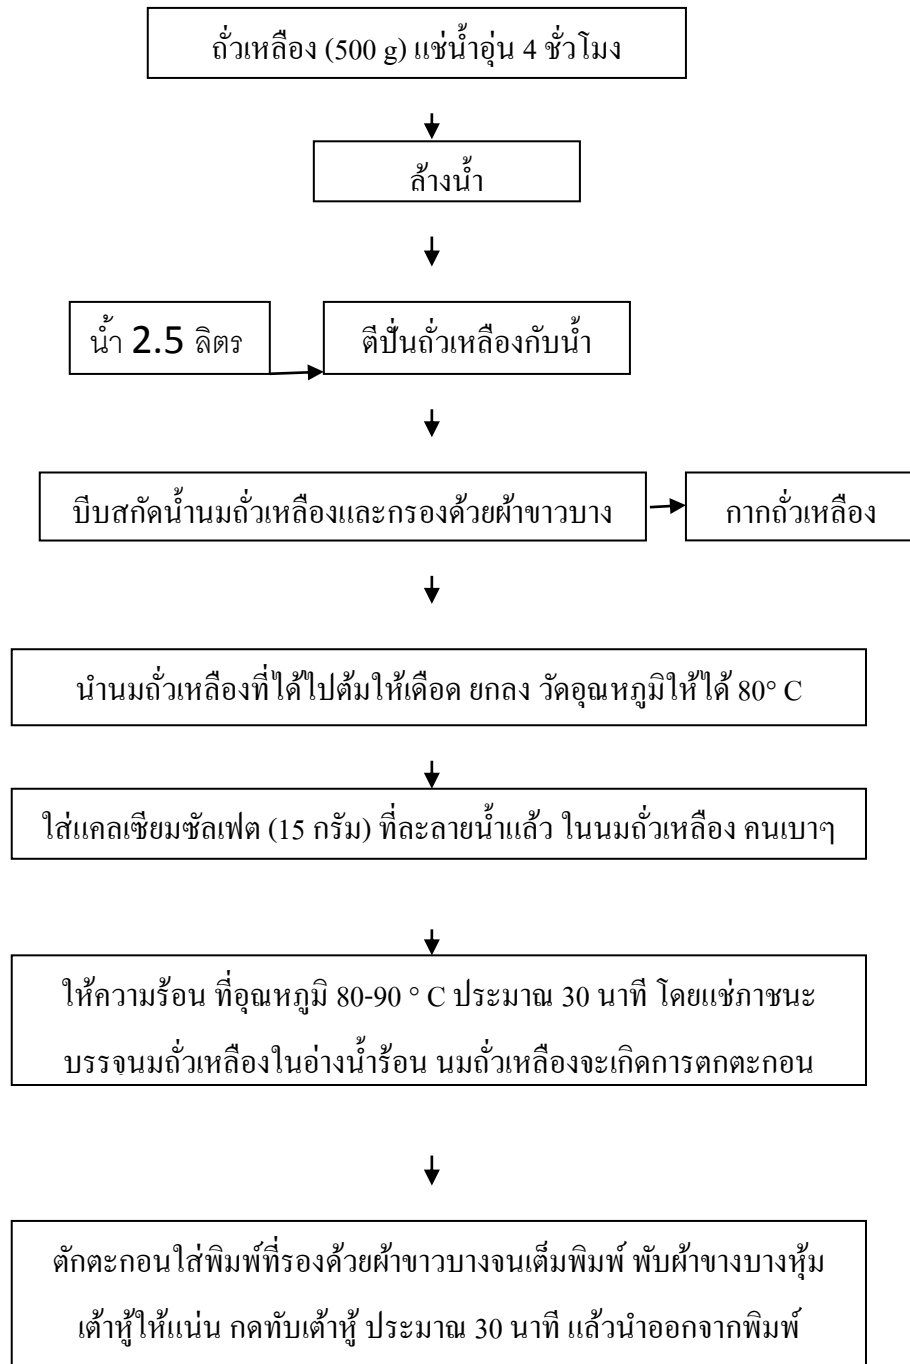 ถั่วเหลือง (500 g) แช่น้ำอุ่น 4 ชั่วโมง
ล้างน้ำ
น้ำ 2.5 ลิตร
ตีปั่นถั่วเหลืองกับน้ำ
บีบสกัดน้ำนมถั่วเหลืองและกรองด้วยผ้าขาวบาง
กากถั่วเหลือง
นำนมถั่วเหลืองที่ได้ไปต้มให้เดือด ยกลง วัดอุณหภูมิให้ได้ 80° C
ใส่แคลเซียมซัลเฟต (15 กรัม) ที่ละลายน้ำแล้ว ในนมถั่วเหลือง คนเบาๆ
ให้ความร้อน ที่อุณหภูมิ 80-90 ° C ประมาณ 30 นาที โดยแช่ภาชนะ
บรรจุนมถั่วเหลืองในอ่างน้ำร้อน นมถั่วเหลืองจะเกิดการตกตะกอน
ตักตะกอนใส่พิมพ์ที่รองด้วยผ้าขาวบางจนเต็มพิมพ์ พับผ้าขางบางหุ้ม
เต้าหู้ให้แน่น กดทับเต้าหู้ ประมาณ 30 นาที แล้วนำออกจากพิมพ์